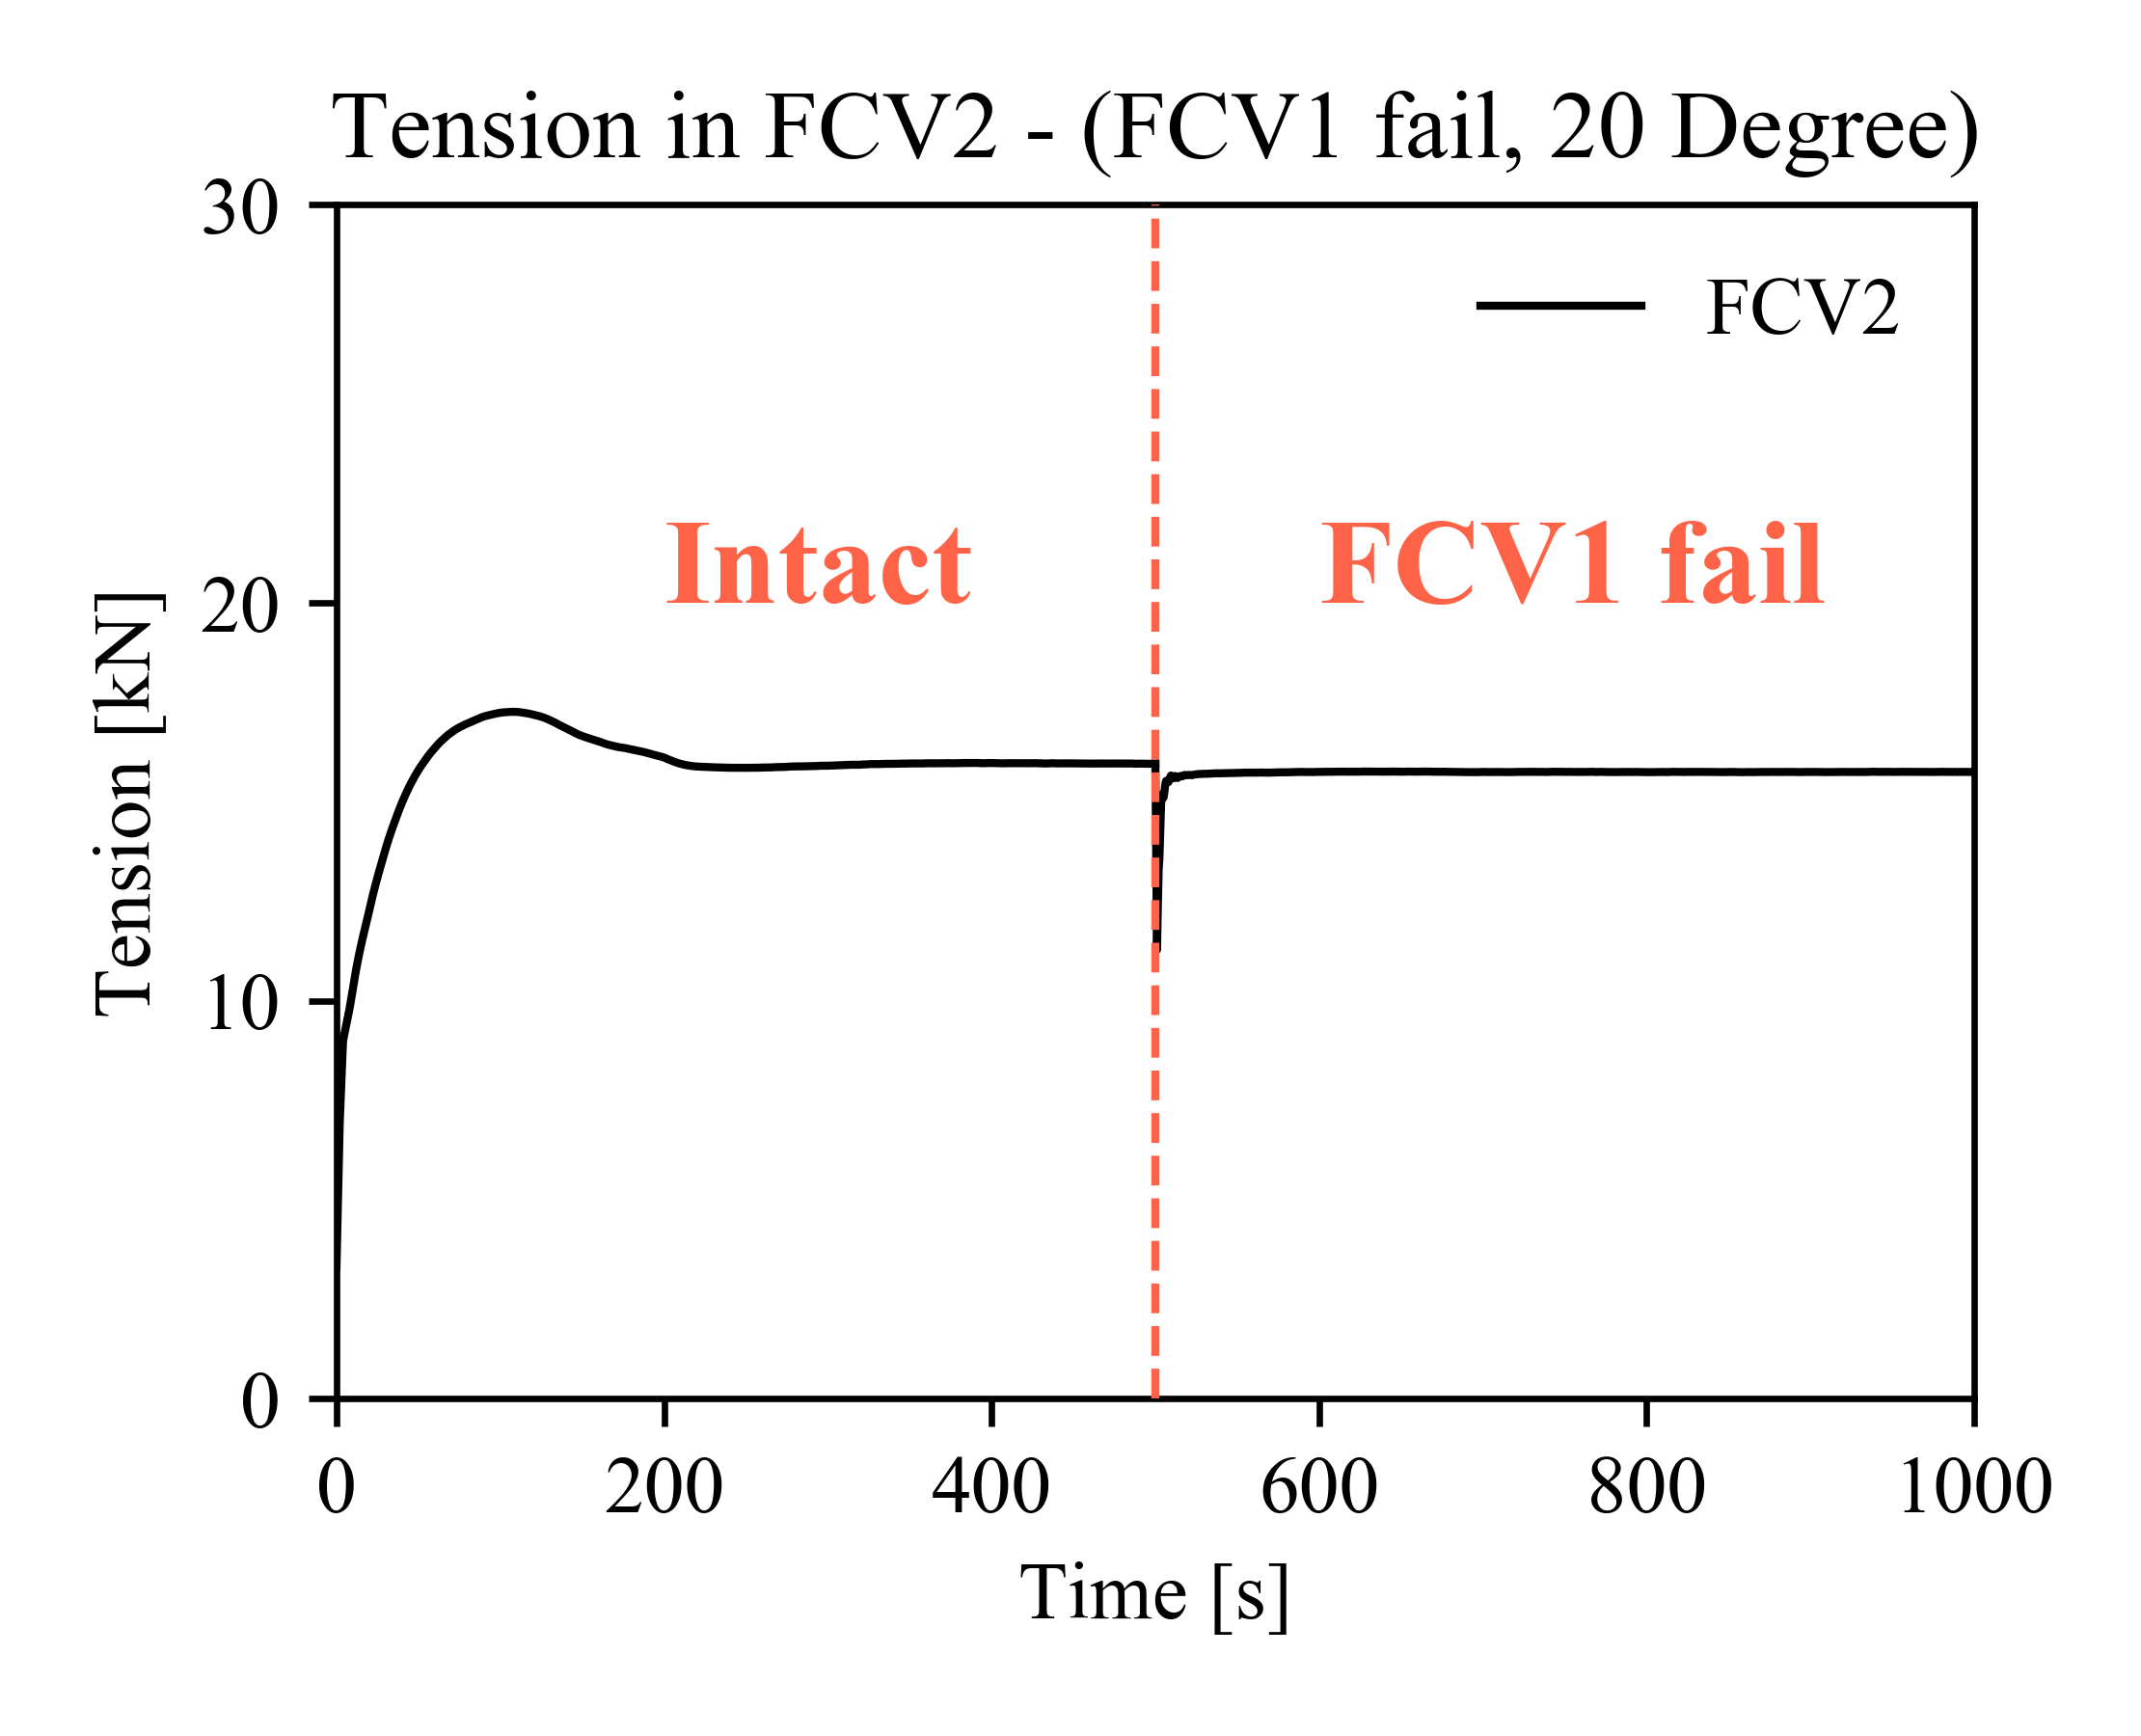 Tension in FCV2 - (FCV1 fail, 20 Degree)
30
FCV2
Intact
FCV1 fail
20
Tension [kN]
10
0
0
200
400
600
800
1000
Time [s]